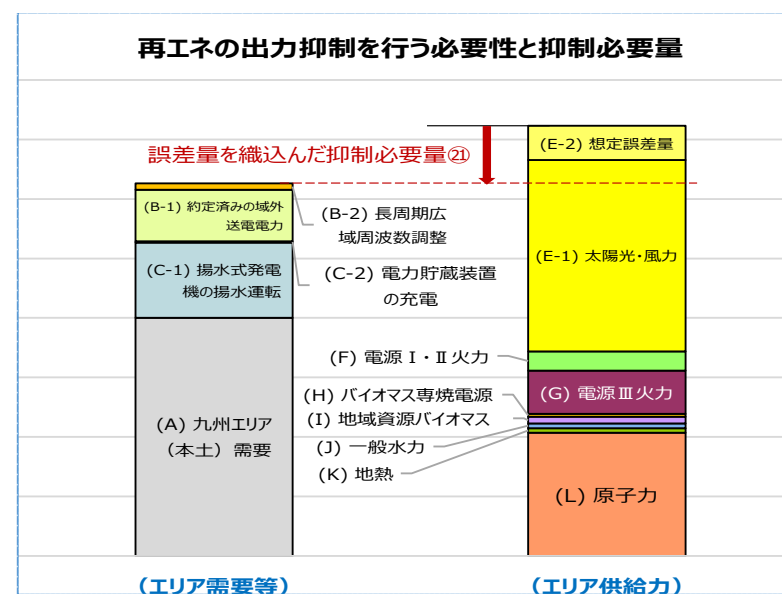 再エネの出力抑制を行う必要性と抑制必要量
誤差量を織込んだ抑制必要量㉑
(B-1) 約定済みの域外
送電電力
(B-2) 長周期広
域周波数調整
(C-1) 揚水式発電
機の揚水運転
(C-2) 電力貯蔵装置
の充電
(A) 九州エリア
（本土）需要
(E-2) 想定誤差量
(E-1) 太陽光・風力
(F) 電源Ⅰ・Ⅱ火力
(G) 電源Ⅲ火力
(H) バイオマス専焼電源
(I) 地域資源バイオマス
(J) 一般水力
(K) 地熱
(L) 原子力
（エリア需要等）
（エリア供給力）